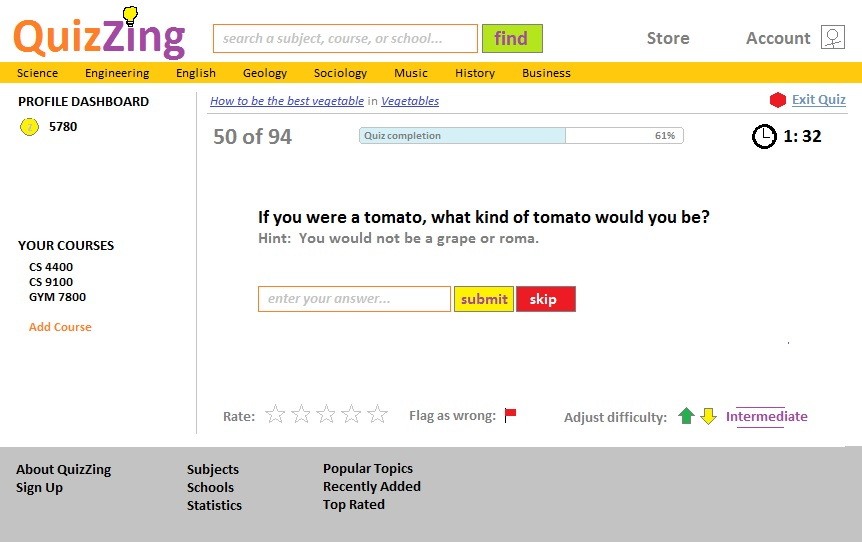 QuizZing
search a subject, course, or school...
find
Store
Account
Science Engineering English Geology Sociology Music History Business
PROFILE DASHBOARD
5780
YOUR COURSES
CS 4400
CS 9100
GYM 7800
Add Course
How to be the best vegetable in Vegetables
Exit Quiz
50 of 94
Quiz completion 61%
1: 32
If you were a tomato, what kind of tomato would you be?
Hint: You would not be a grape or roma.
enter your answer...
submit
skip
Rate:
Flag as wrong:
Adjust difficulty:
Intermediate
About QuizZing
Sign Up
Subjects
Schools
Statistics
Popular Topics
Recently Added
Top Rated